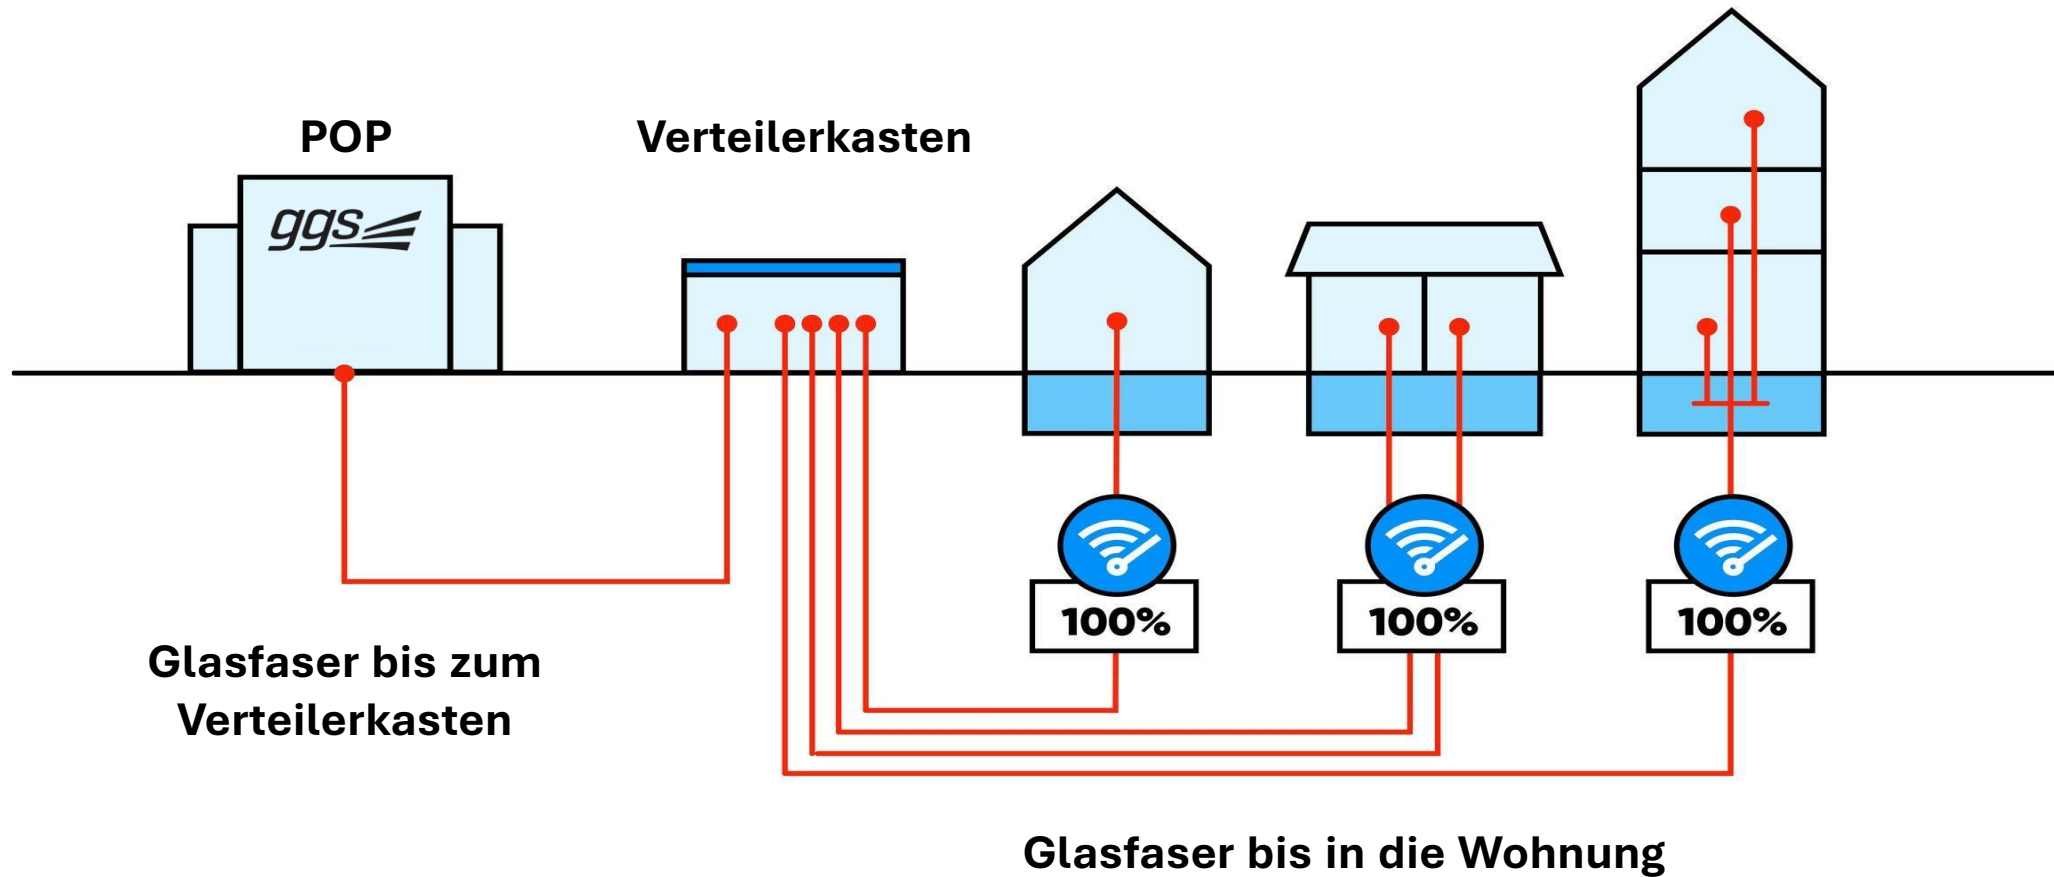 POP
Verteilerkasten
ggs
100%
100%
100%
Glasfaser bis zum
Verteilerkasten
Glasfaser bis in die Wohnung